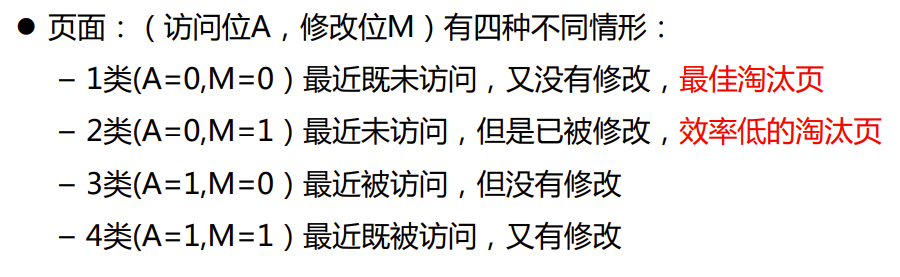 ● 页面：（访问位A，修改位M）有四种不同情形：
– 1类(A=0,M=0）最近既未访问，又没有修改，最佳淘汰页
– 2类(A=0,M=1）最近未访问，但是已被修改，效率低的淘汰页
– 3类(A=1,M=0）最近被访问，但没有修改
– 4类(A=1,M=1）最近既被访问，又有修改